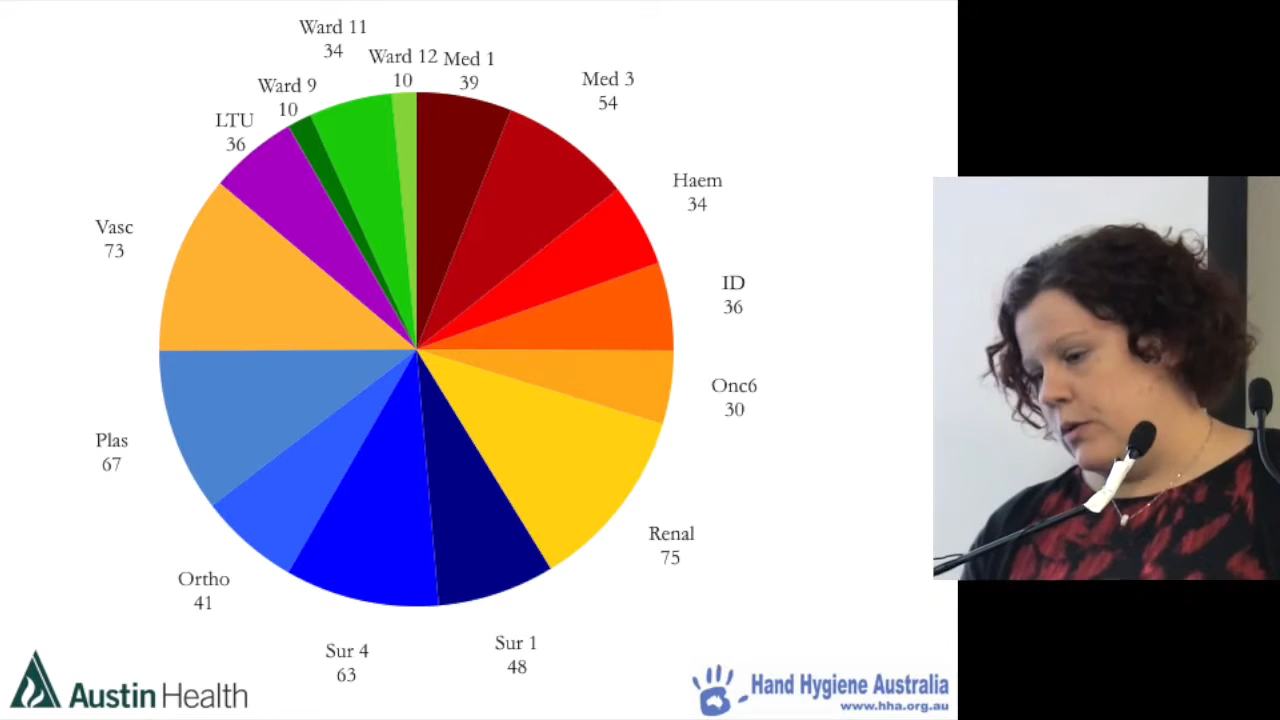 Ward 11
34
Ward 12
10
Med 1
39
Med 3
54
Haem
34
ID
36
Onc6
30
Renal
75
Sur 1
48
Sur 4
63
Ortho
41
Plas
67
Vasc
73
LTU
36
Ward 9
10
Austin Health
Hand Hygiene Australia
www.hha.org.au